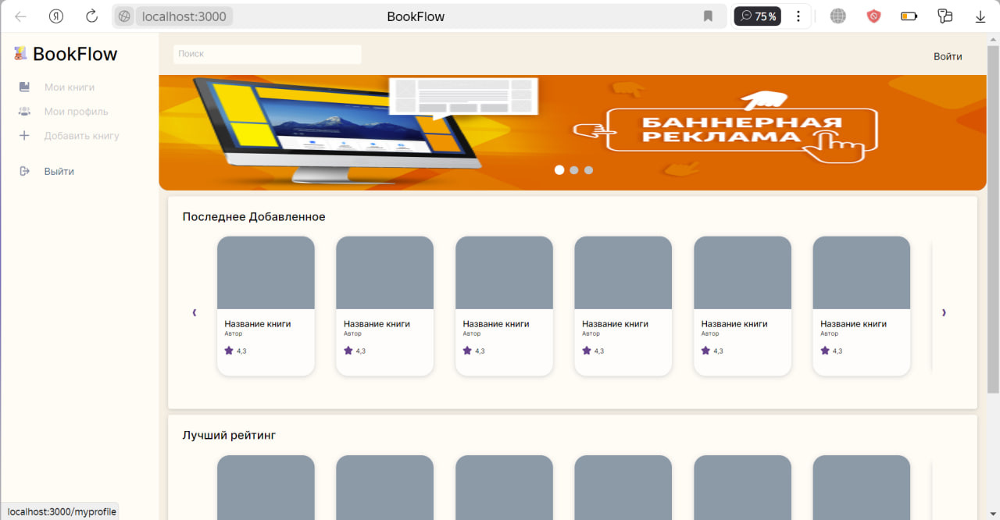 localhost:3000
BookFlow
75%
BookFlow
Мои книги
Мои профиль
Добавить книгу
Выйти
Поиск
Войти
БАННЕРНАЯ
РЕКЛАМА
Последнее Добавленное
Название книги
Автор
4,3
Название книги
Автор
4,3
Название книги
Автор
4,3
Название книги
Автор
4,3
Название книги
Автор
4,3
Название книги
Автор
4,3
Лучший рейтинг
localhost:3000/myprofile